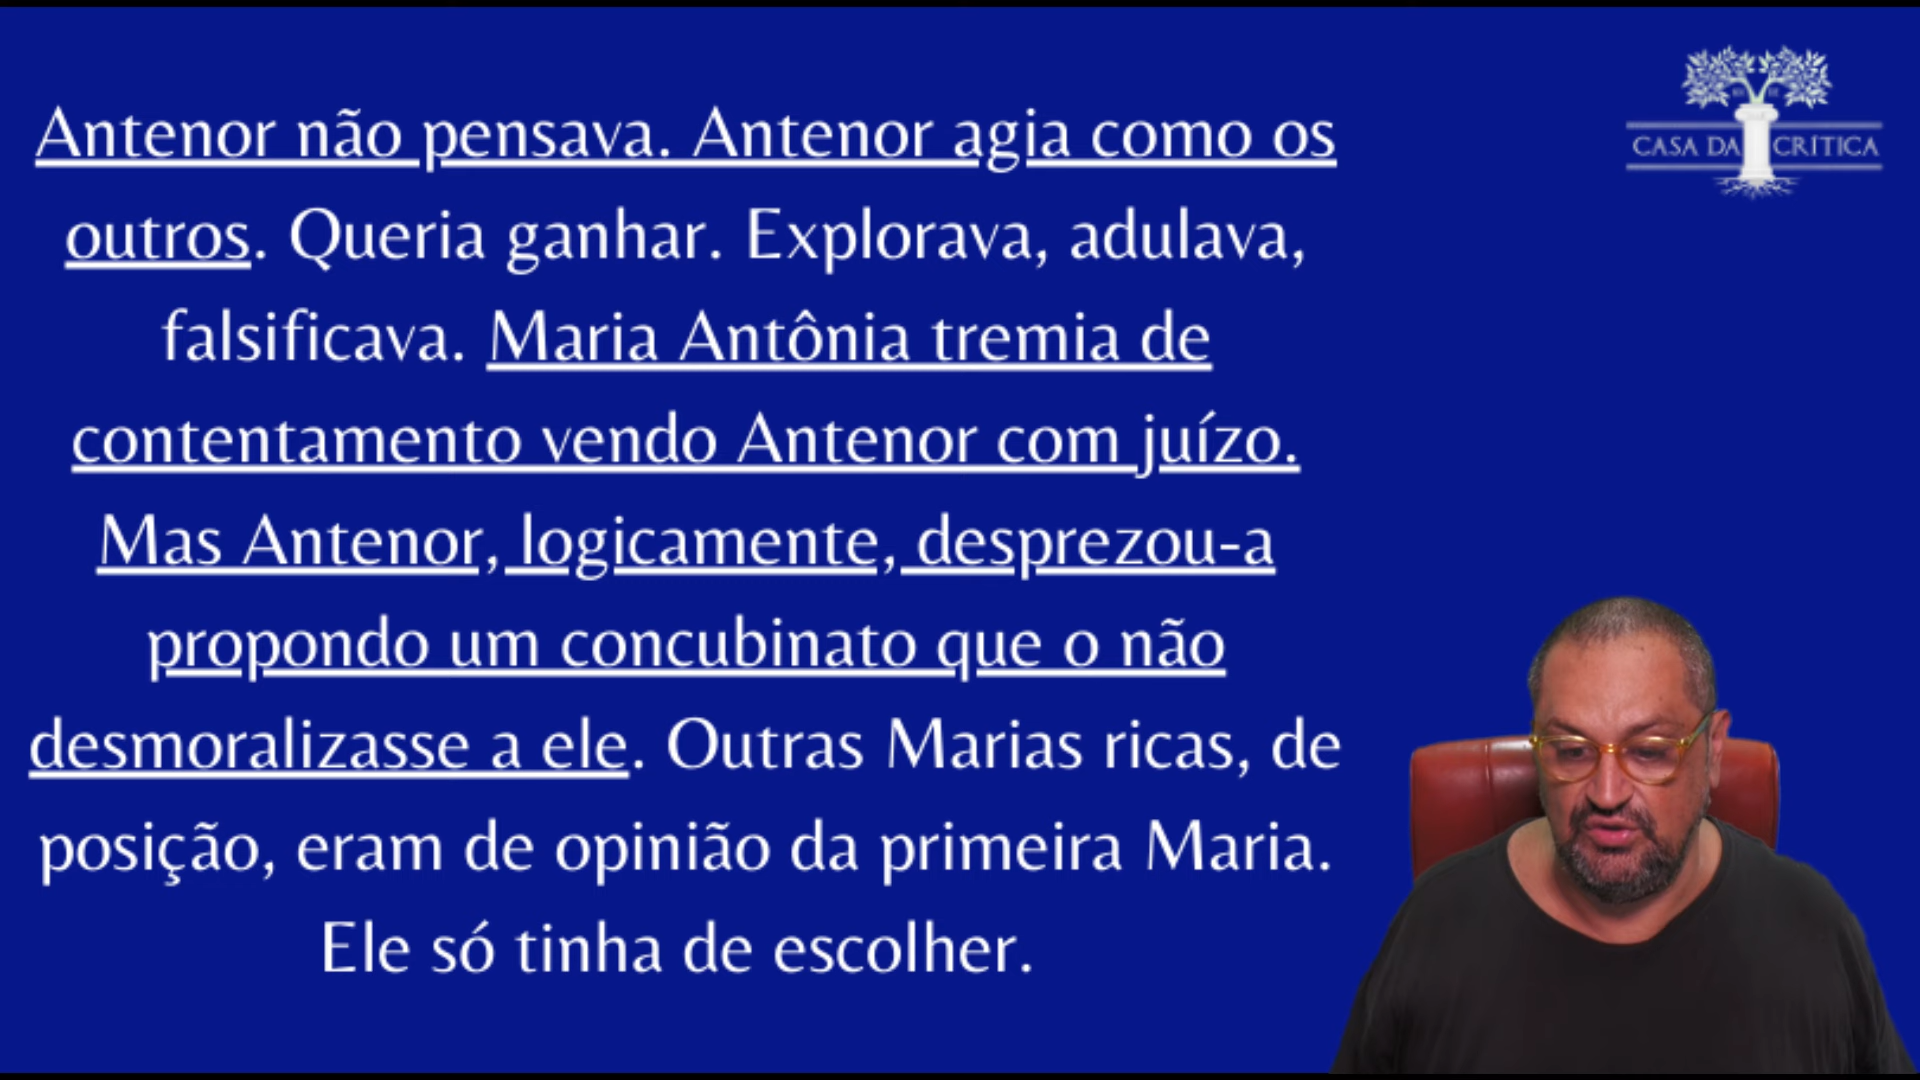 Antenor não pensava. Antenor agia como os
outros. Queria ganhar. Explorava, adulava,
falsificava. Maria Antônia tremia de
contentamento vendo Antenor com juízo.
Mas Antenor, logicamente, desprezou-a
propondo um concubinato que o não
desmoralizasse a ele. Outras Marias ricas, de
posição, eram de opinião da primeira Maria.
Ele só tinha de escolher.
CASA DA CRÍTICA